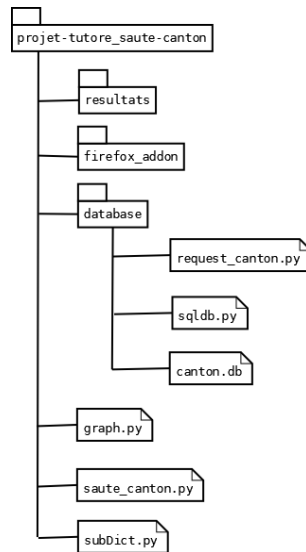 projet-tutore_saute-canton
resultats
firefox_addon
database
request_canton.py
sqldb.py
canton.db
graph.py
saute_canton.py
subDict.py